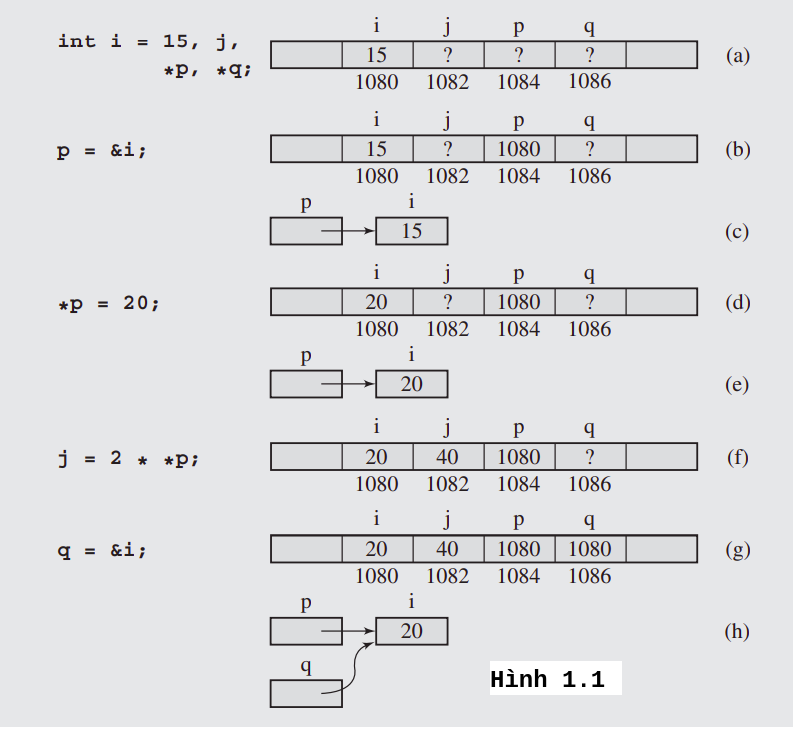 i j p q
int i = 15, j, 15 ? ? ? (a)
*p, *q; 1080 1082 1084 1086
i j p q
p = &i; 15 ? 1080 ? (b)
1080 1082 1084 1086
p i
15 (c)
i j p q
*p = 20; 20 ? 1080 ? (d)
1080 1082 1084 1086
p i
20 (e)
i j p q
j = 2 * *p; 20 40 1080 ? (f)
1080 1082 1084 1086
i j p q
q = &i; 20 40 1080 1080 (g)
1080 1082 1084 1086
p i
20 (h)
q
Hình 1.1